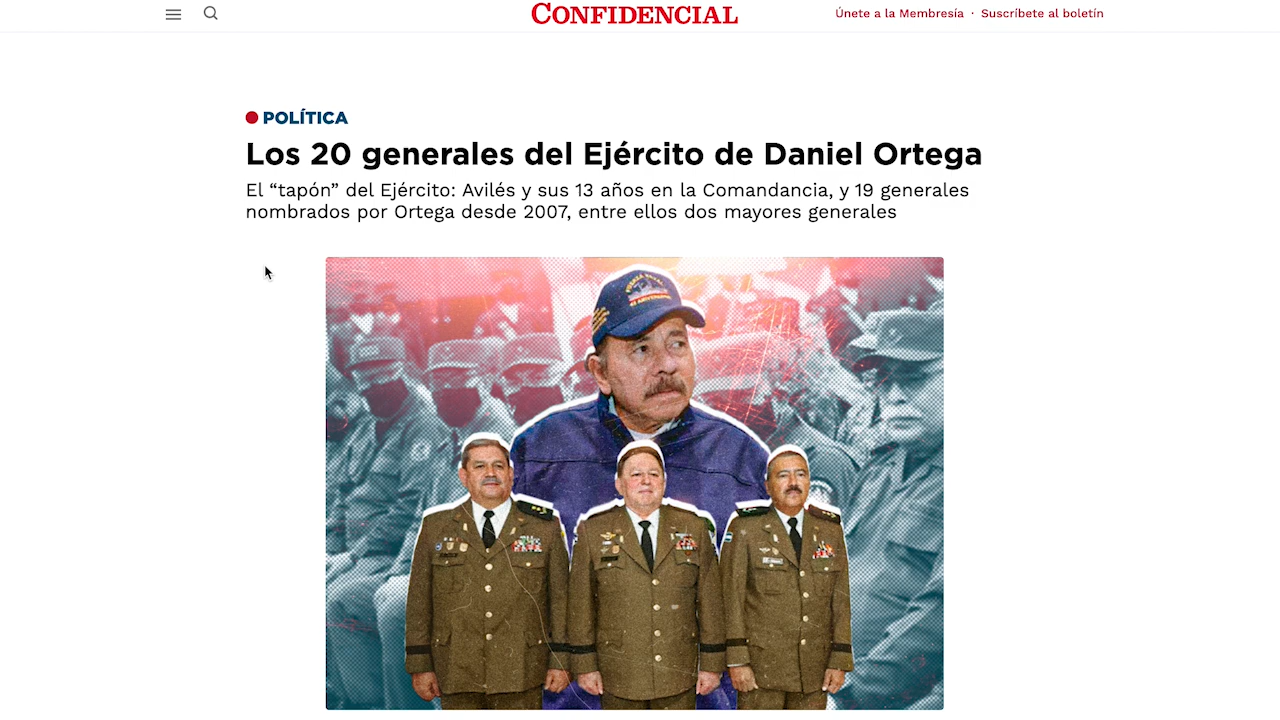 CONFIDENCIAL
Únete a la Membresía · Suscríbete al boletín
POLÍTICA
Los 20 generales del Ejército de Daniel Ortega
El “tapón” del Ejército: Avilés y sus 13 años en la Comandancia, y 19 generales
nombrados por Ortega desde 2007, entre ellos dos mayores generales